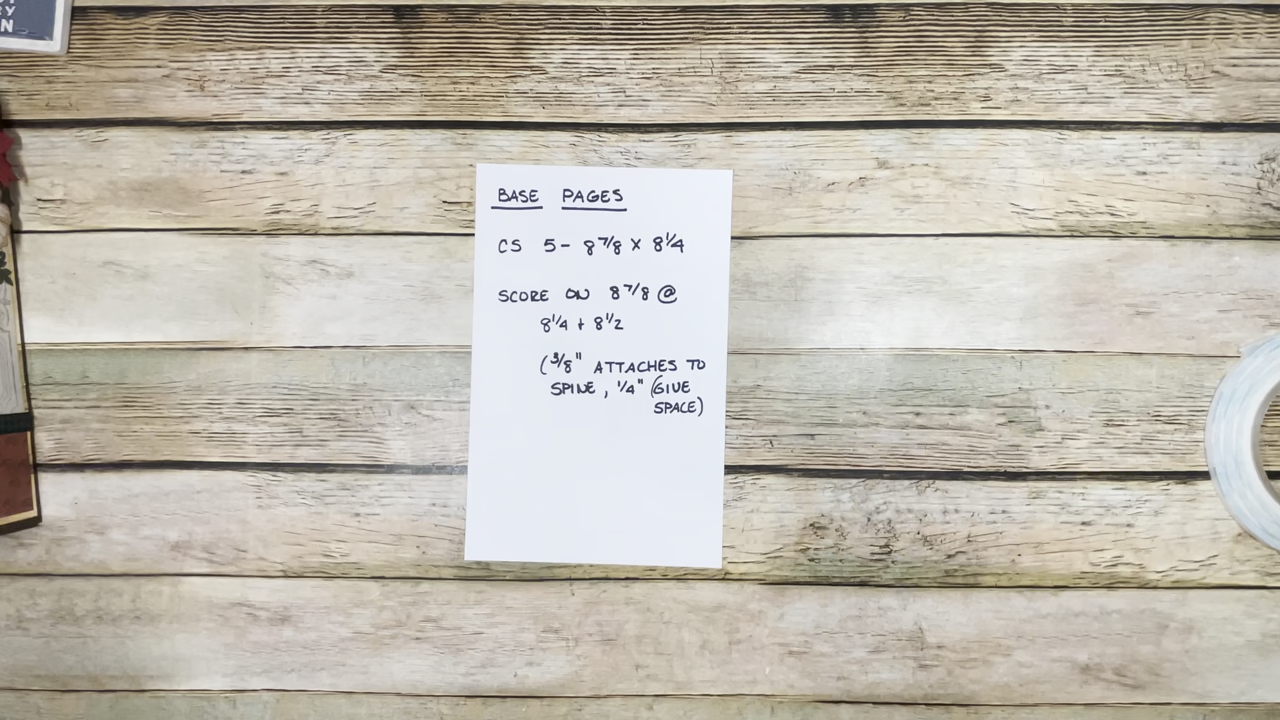 BASE PAGES
CS 5- 8 7/8 X 8 1/4
SCORE ON 8 7/8 @
8 1/4 + 8 1/2
(3/8" ATTACHES TO
SPINE, 1/4" (GIVE
SPACE)